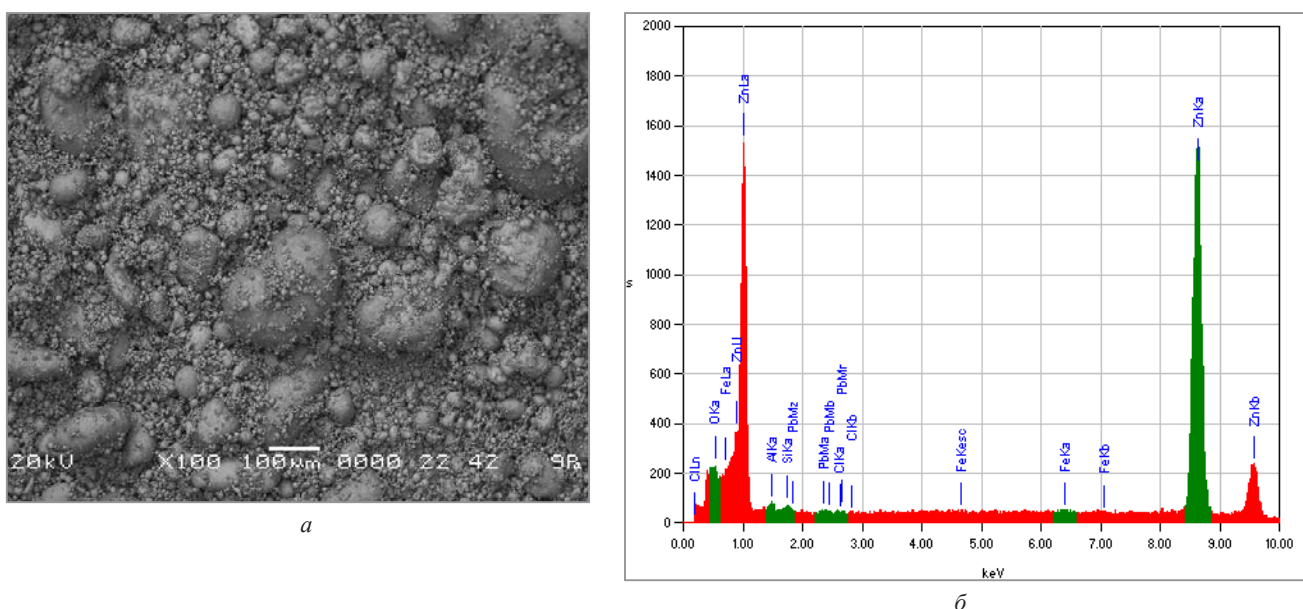 20kV X100 100μm 0000 22 42 9Pa
а
2000
1800
1600
1400
1200
1000
800
600
400
200
0
0.00 1.00 2.00 3.00 4.00 5.00 6.00 7.00 8.00 9.00 10.00
keV
ClLn
OKa
FeLa
ZnLl
ZnLa
AlKa
SiKa
PbMz
PbMa
PbMb
ClKa
PbMr
ClKb
FeKesc
FeKa
FeKb
ZnKa
ZnKb
б